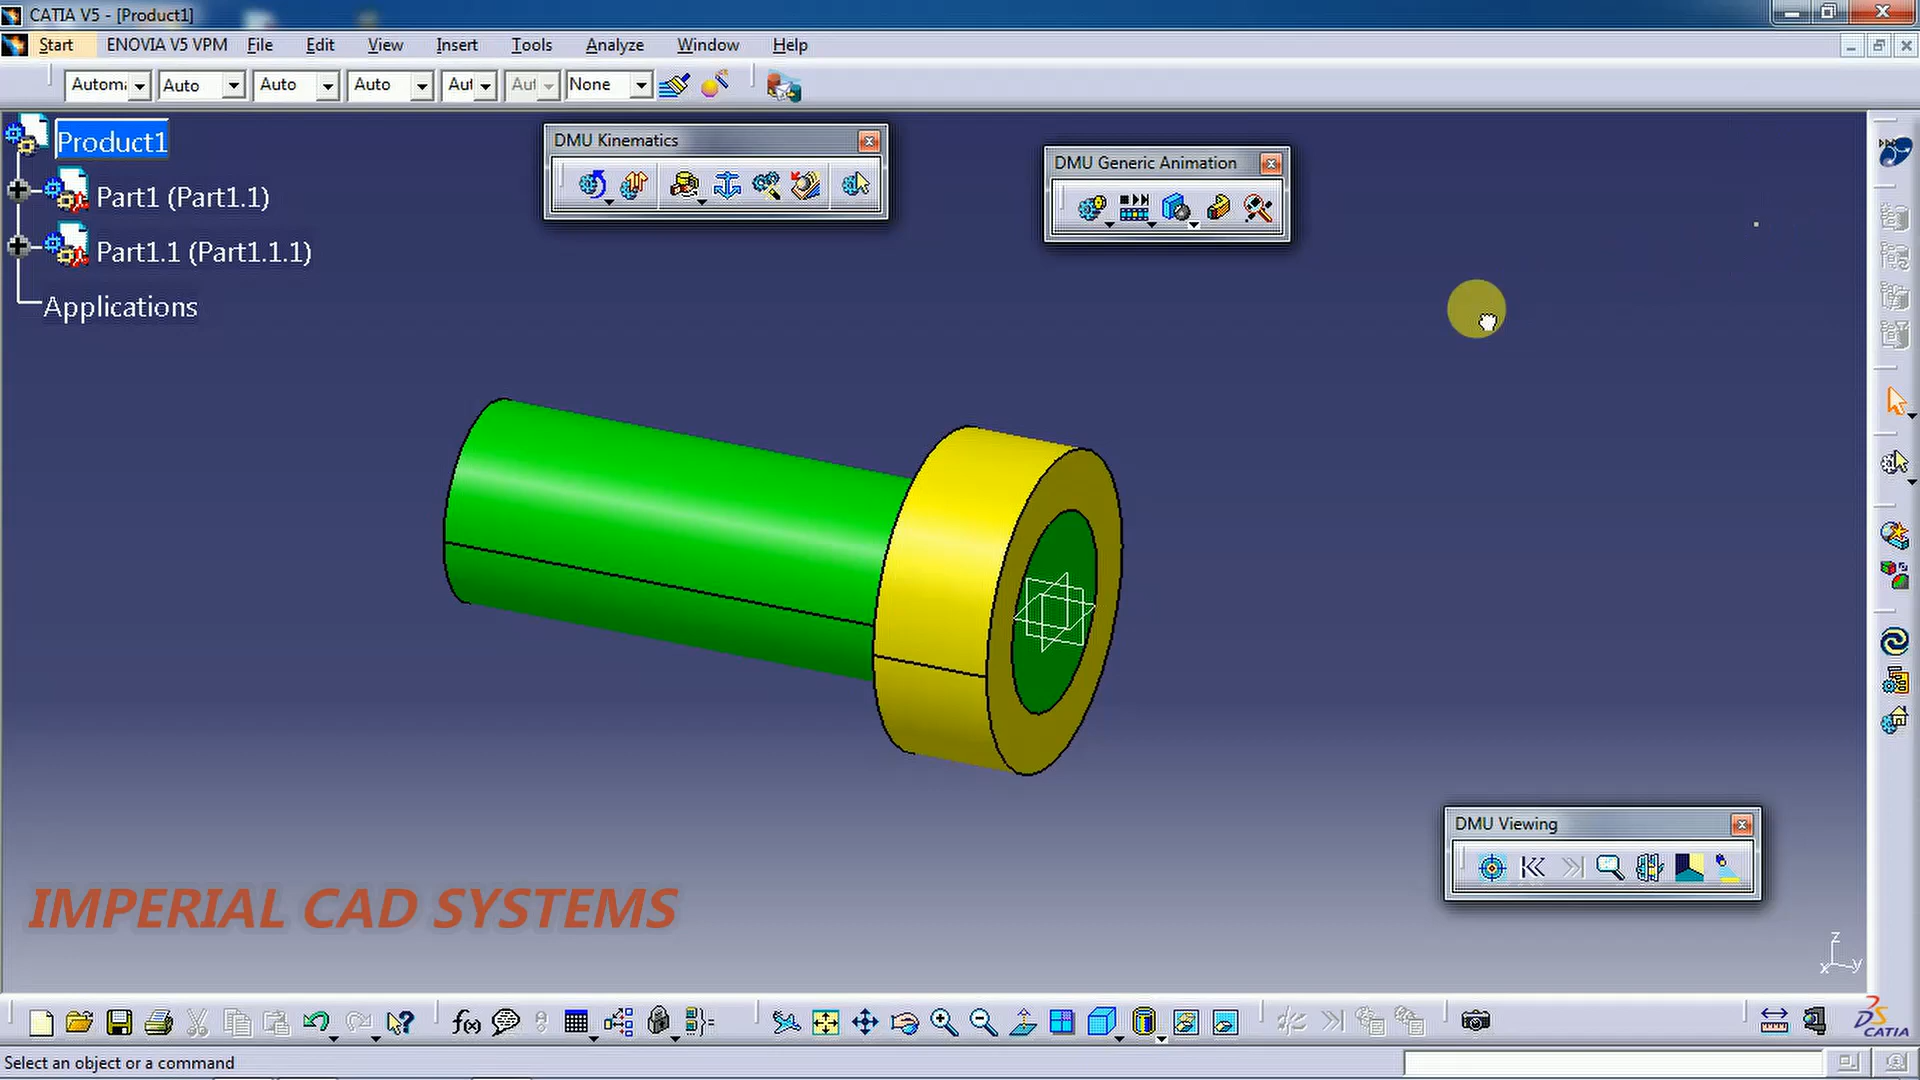 CATIA V5 - [Product1]
Start ENOVIA V5 VPM File Edit View Insert Tools Analyze Window Help
Auto Auto Auto None
Product1
Part1 (Part1.1)
Part1.1 (Part1.1.1)
Applications
DMU Kinematics
DMU Generic Animation
DMU Viewing
IMPERIAL CAD SYSTEMS
z
x y
f(x)
CATIA
Select an object or a command